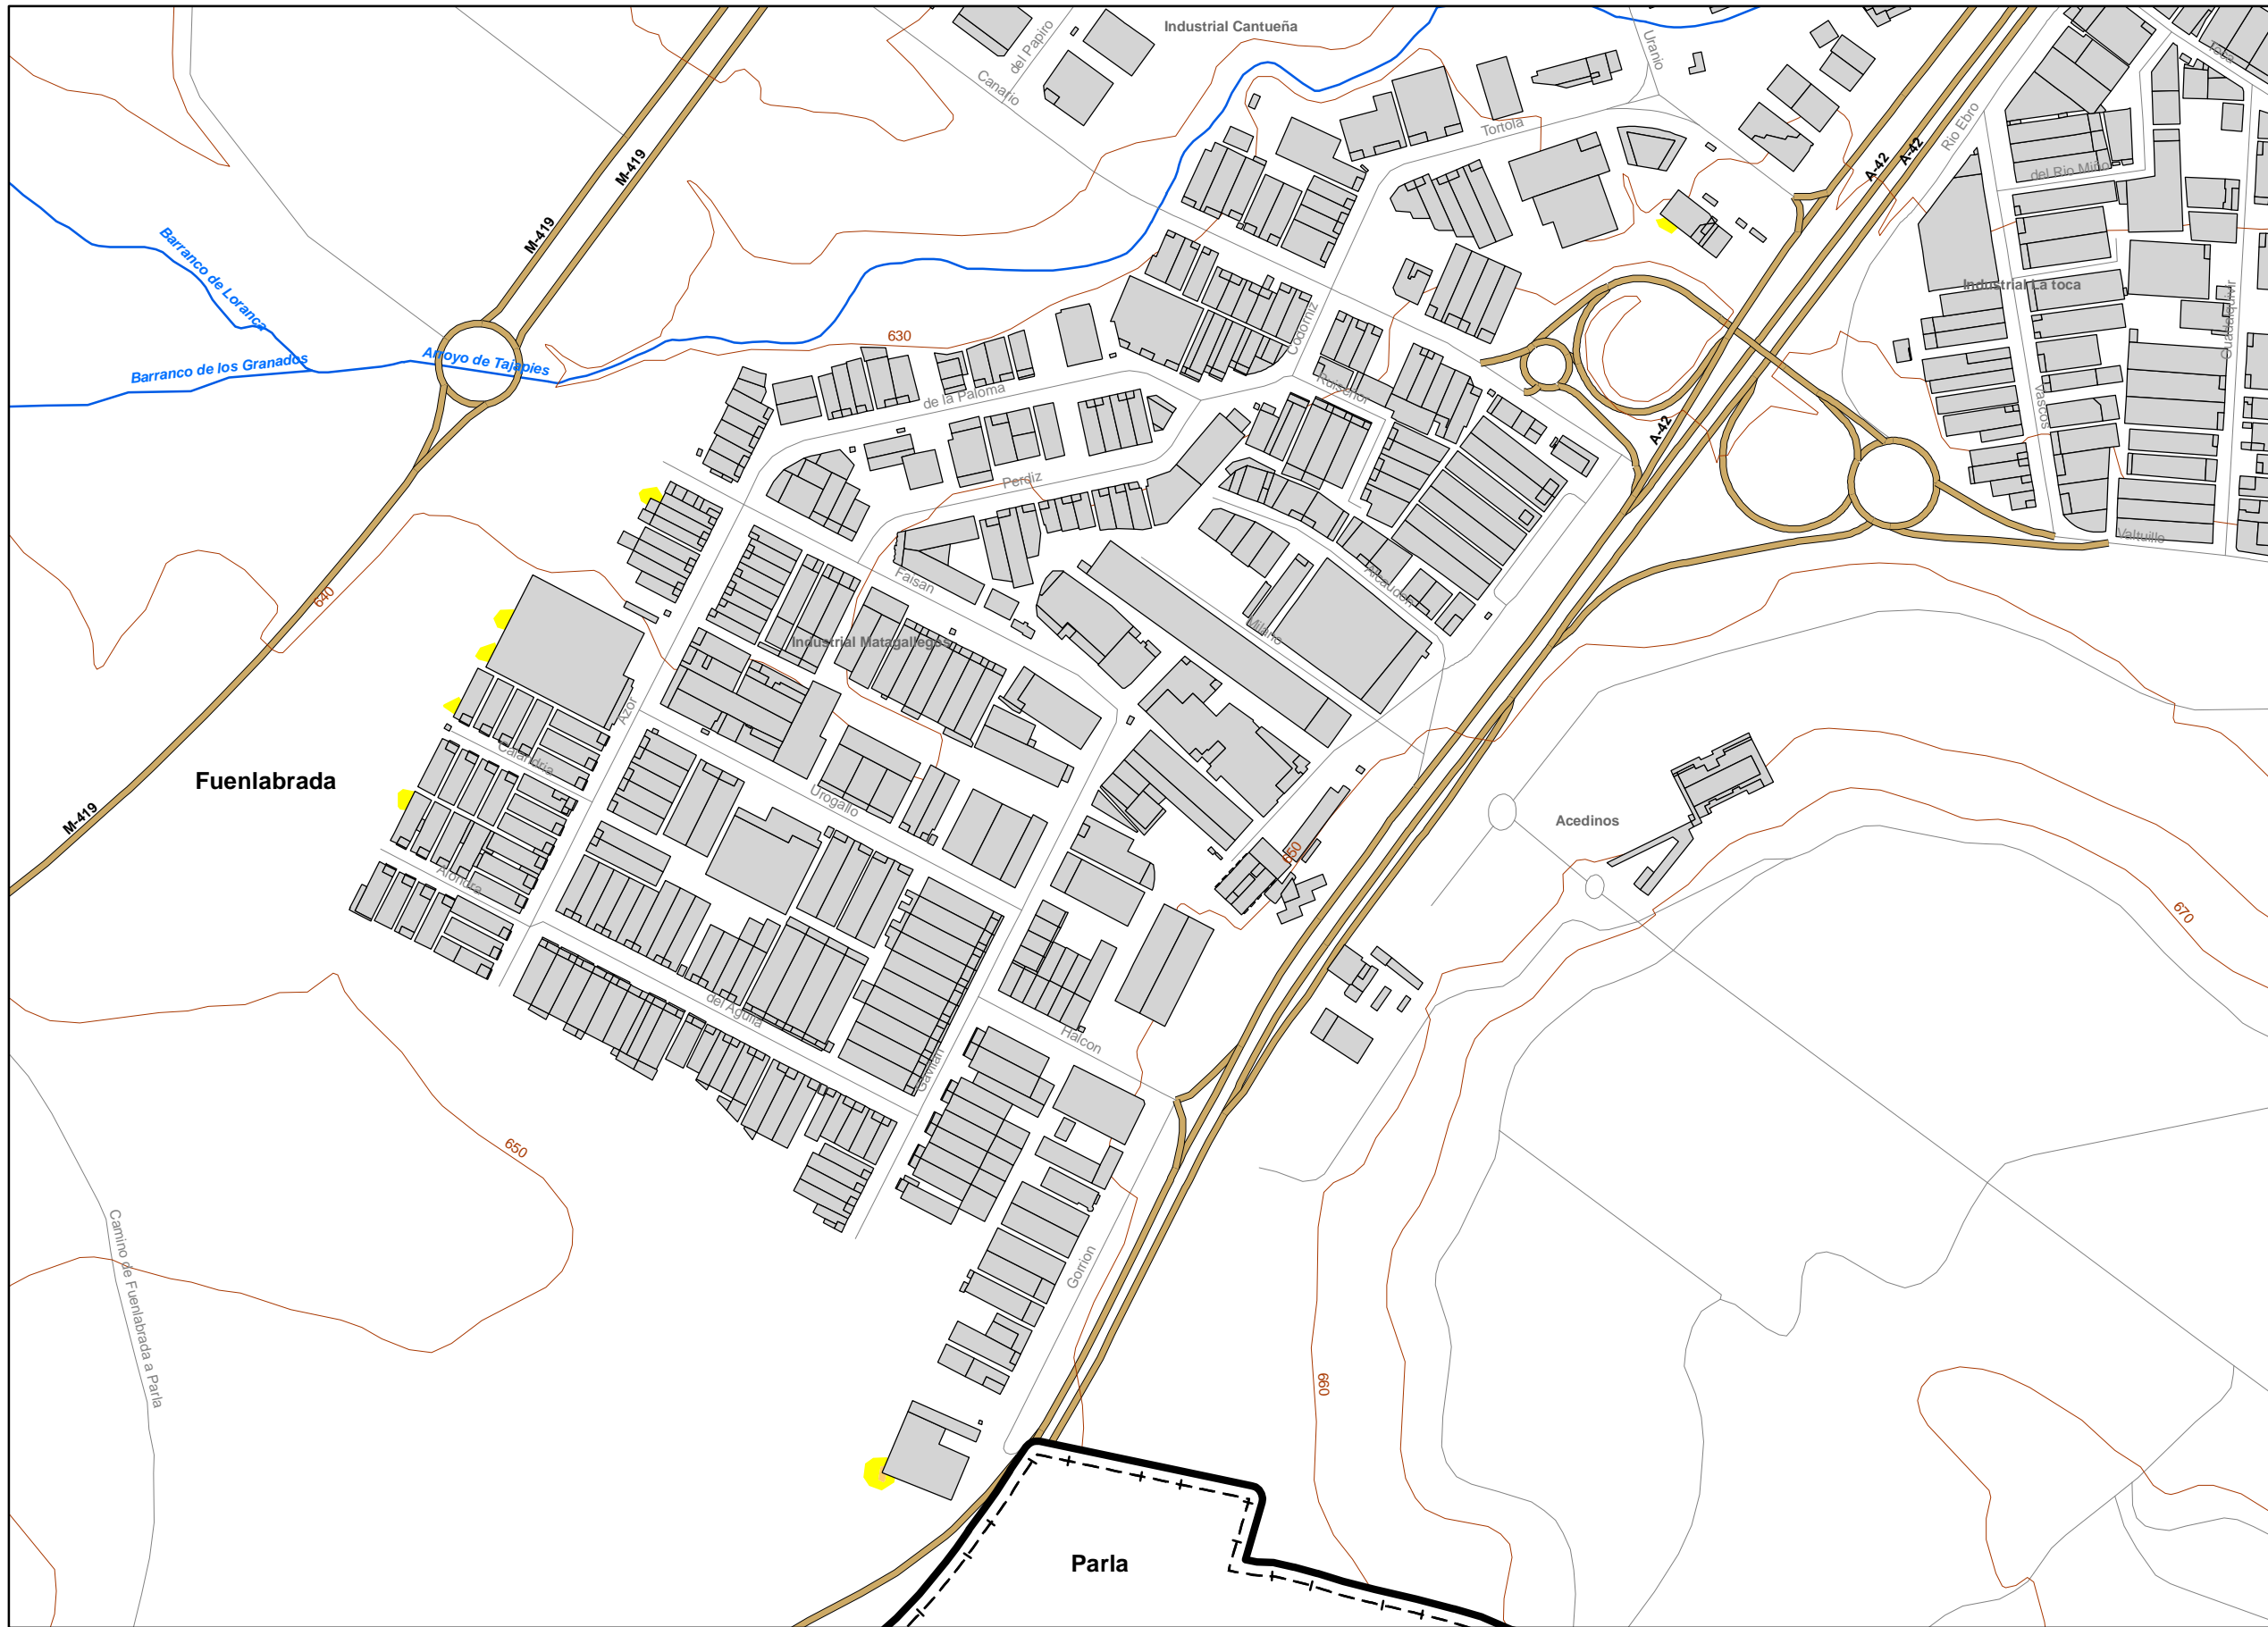 Industrial Cantueña
del Papiro
Canario
Uranio
Toca
Rio Ebro
Tortola
M-419
A-42
A-42
del Rio Miño
M-419
Barranco de Loranca
Industrial La toca
Codorniz
Guadalquivir
630
Arroyo de Tajapies
Barranco de los Granados
Ruiseñor
de la Paloma
Vascos
A-42
Perdiz
Valtuille
Faisan
Alcaudon
640
Milano
Industrial Matagallegos
Azor
Calandria
Fuenlabrada
Urogallo
M-419
Acedinos
650
Alondra
670
del Aguila
Halcon
Gavilan
650
Camino de Fuenlabrada a Parla
Gorrion
660
Parla